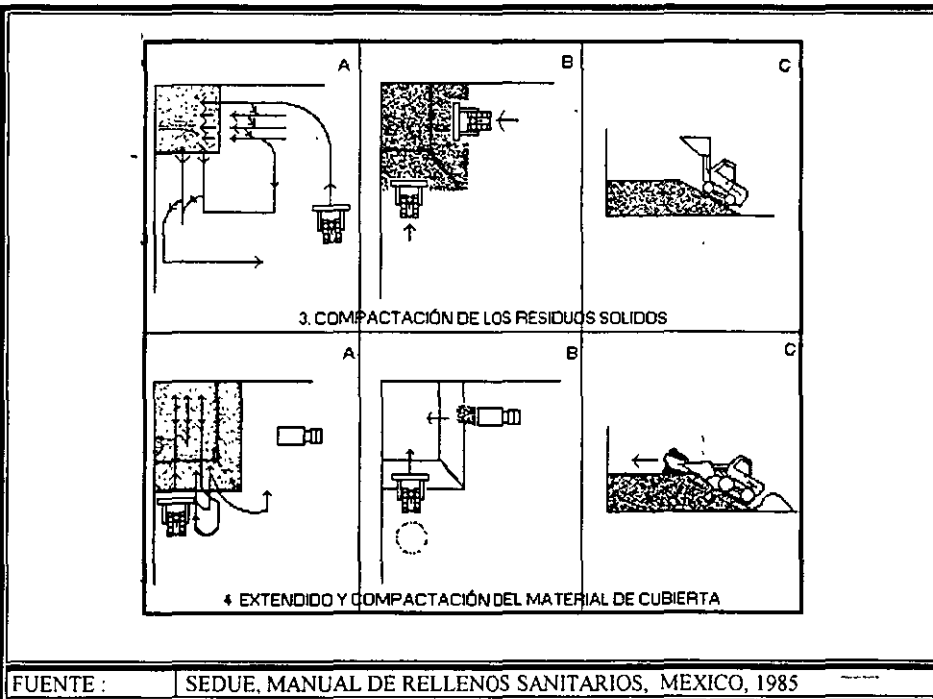 A B C
3. COMPACTACIÓN DE LOS RESIDUOS SOLIDOS
A B C
4 EXTENDIDO Y COMPACTACIÓN DEL MATERIAL DE CUBIERTA
FUENTE : SEDUE, MANUAL DE RELLENOS SANITARIOS, MEXICO, 1985